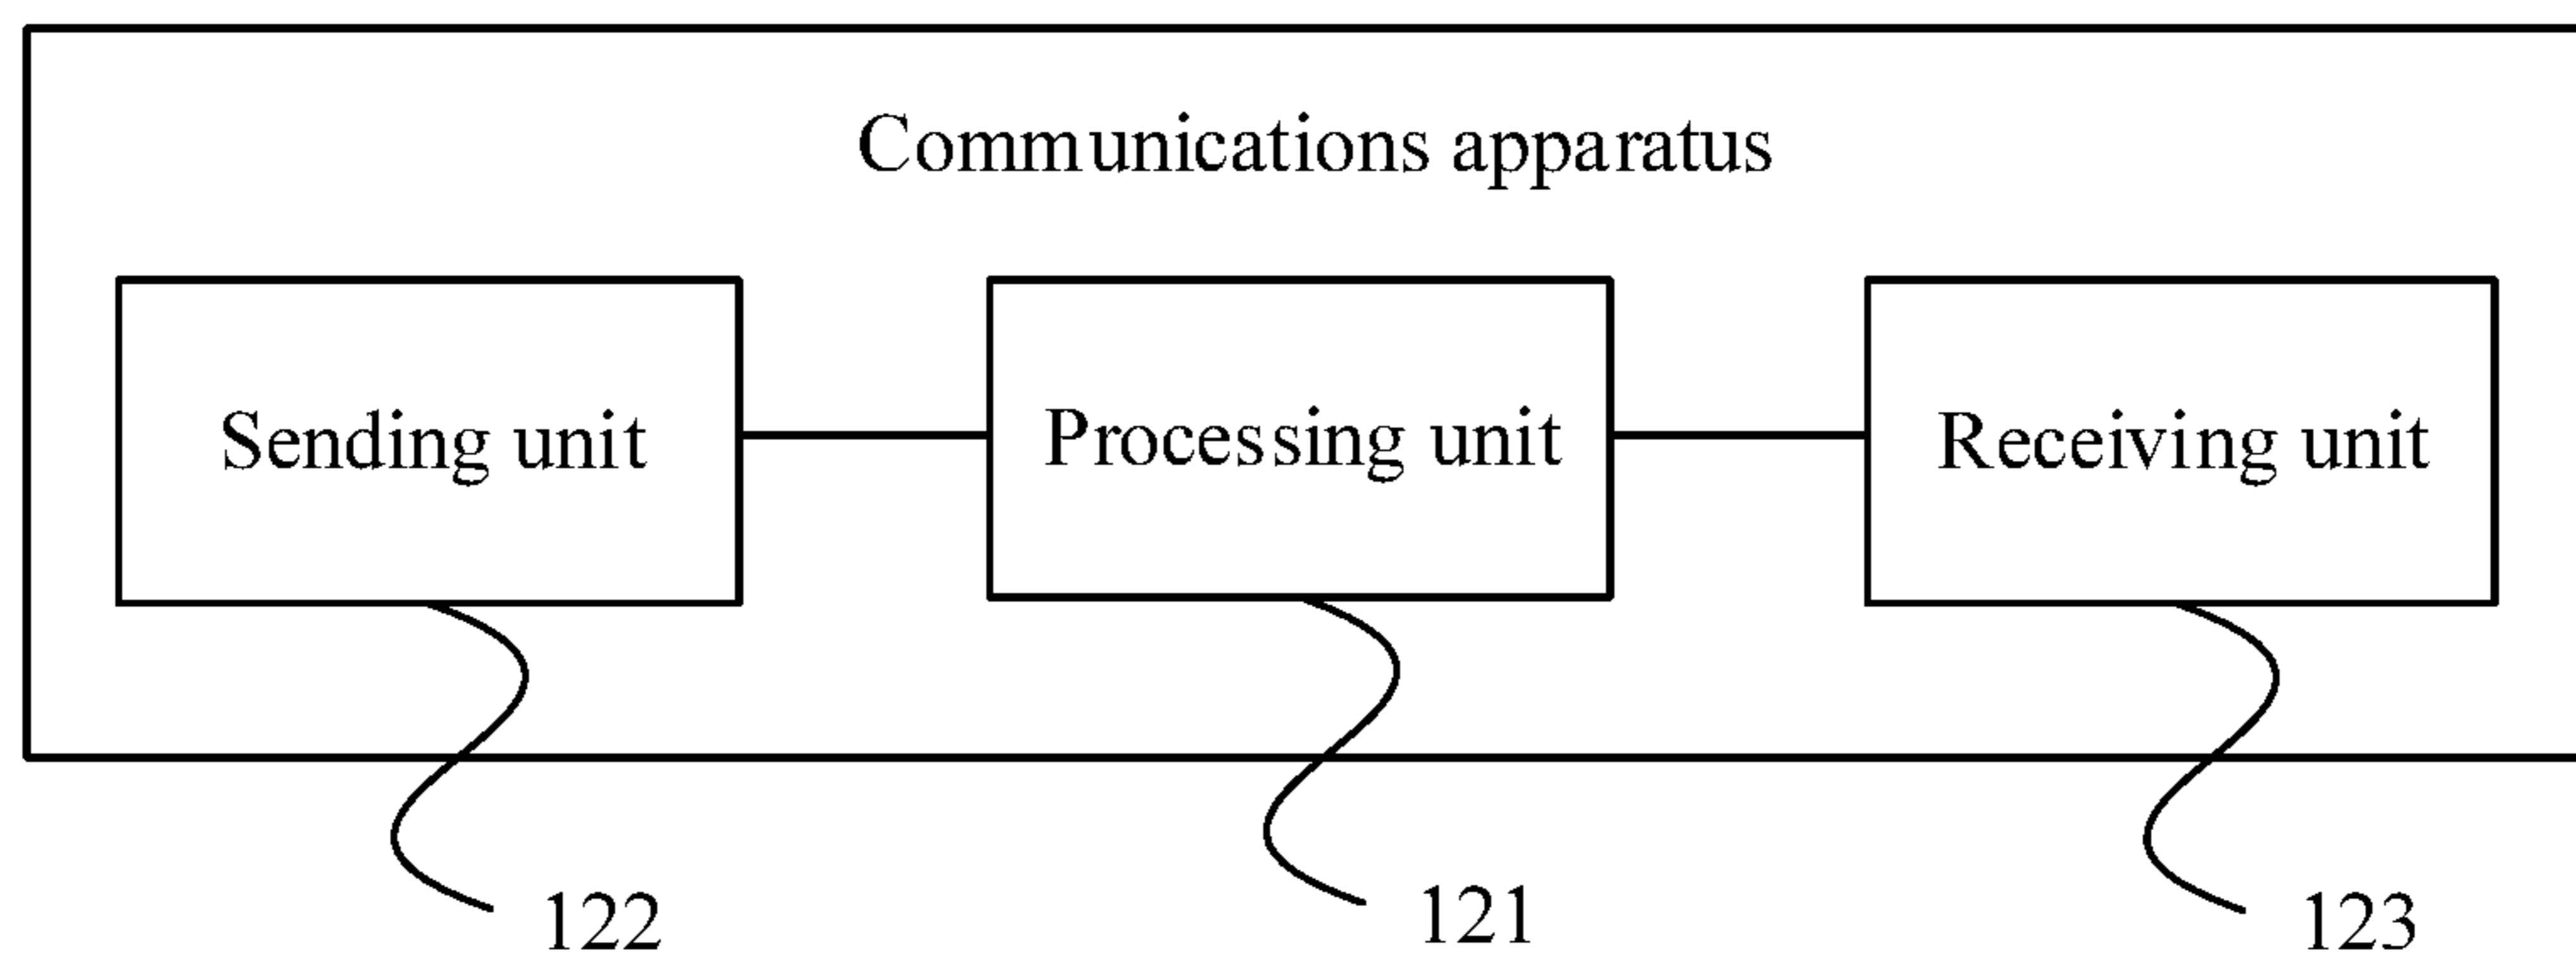 Communications apparatus
Sending unit
Processing unit
Receiving unit
122
121
123